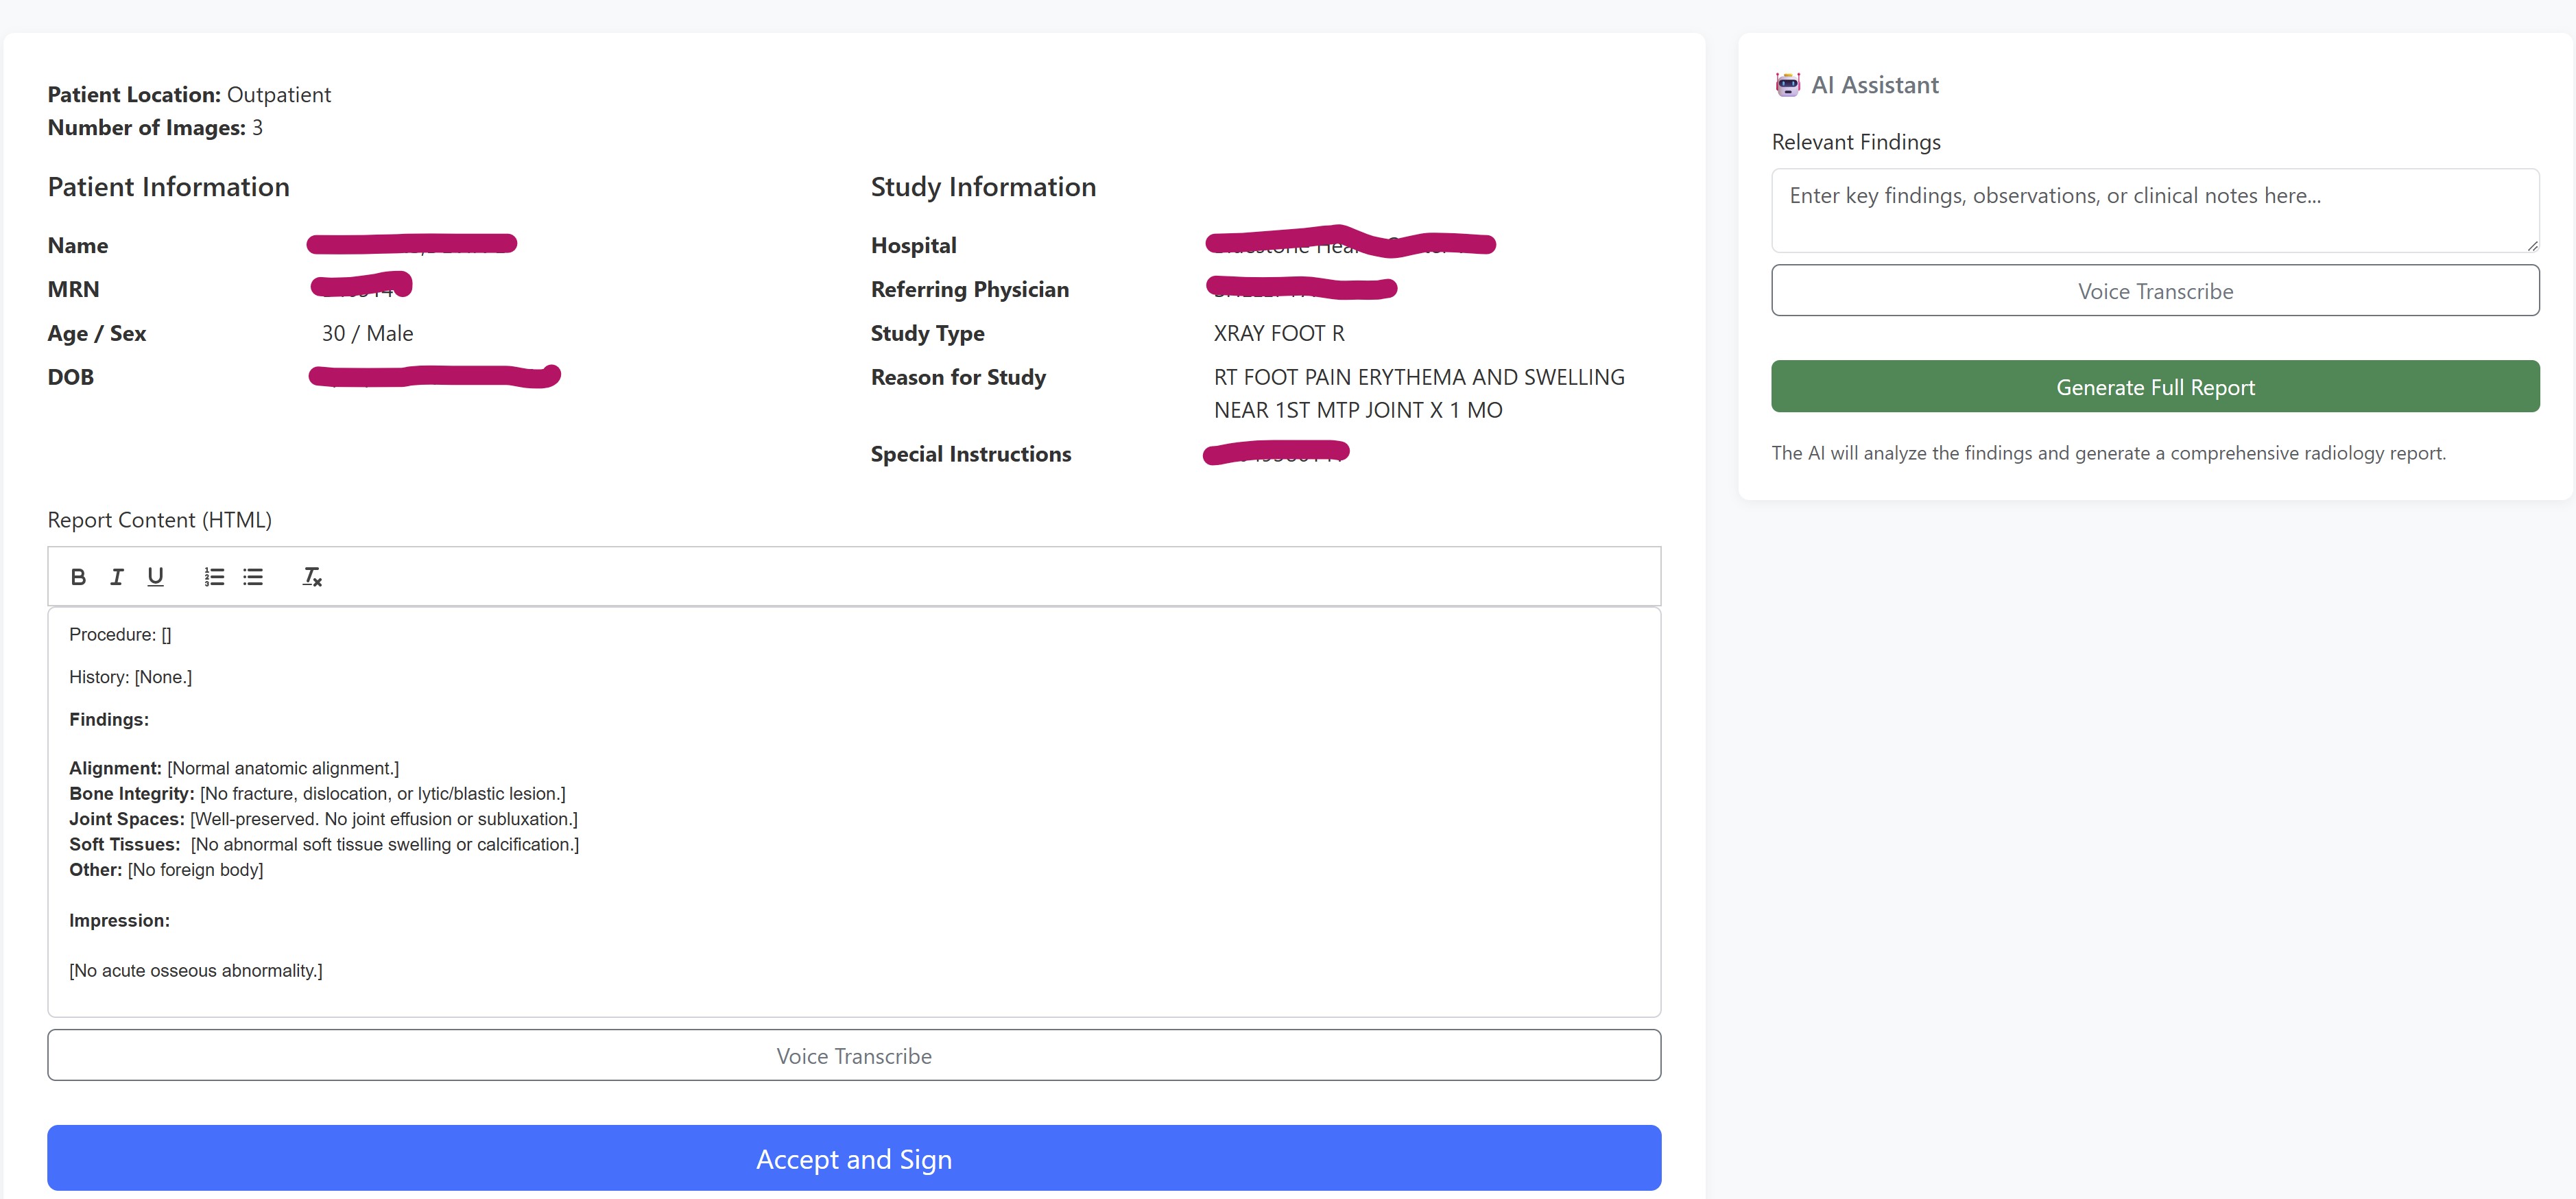 Patient Location: Outpatient
Number of Images: 3
Patient Information
Name
MRN
Age / Sex 30 / Male
DOB
Study Information
Hospital
Referring Physician
Study Type XRAY FOOT R
Reason for Study RT FOOT PAIN ERYTHEMA AND SWELLING
NEAR 1ST MTP JOINT X 1 MO
Special Instructions
Report Content (HTML)
Procedure: []
History: [None.]
Findings:
Alignment: [Normal anatomic alignment.]
Bone Integrity: [No fracture, dislocation, or lytic/blastic lesion.]
Joint Spaces: [Well-preserved. No joint effusion or subluxation.]
Soft Tissues: [No abnormal soft tissue swelling or calcification.]
Other: [No foreign body]
Impression:
[No acute osseous abnormality.]
Voice Transcribe
Accept and Sign
AI Assistant
Relevant Findings
Enter key findings, observations, or clinical notes here...
Voice Transcribe
Generate Full Report
The AI will analyze the findings and generate a comprehensive radiology report.